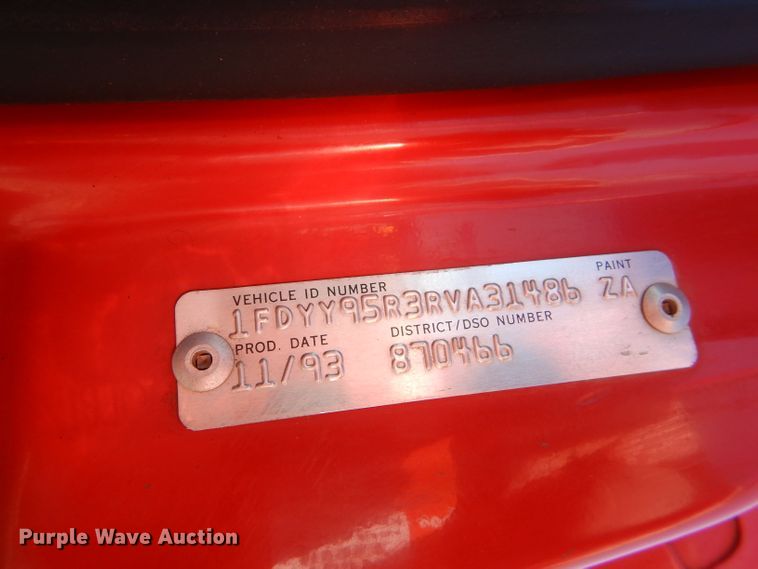 PAINT
VEHICLE ID NUMBER
1FDYY95R3RVA31486 ZA
PROD. DATE DISTRICT/DSO NUMBER
11/93 870466
Purple Wave Auction